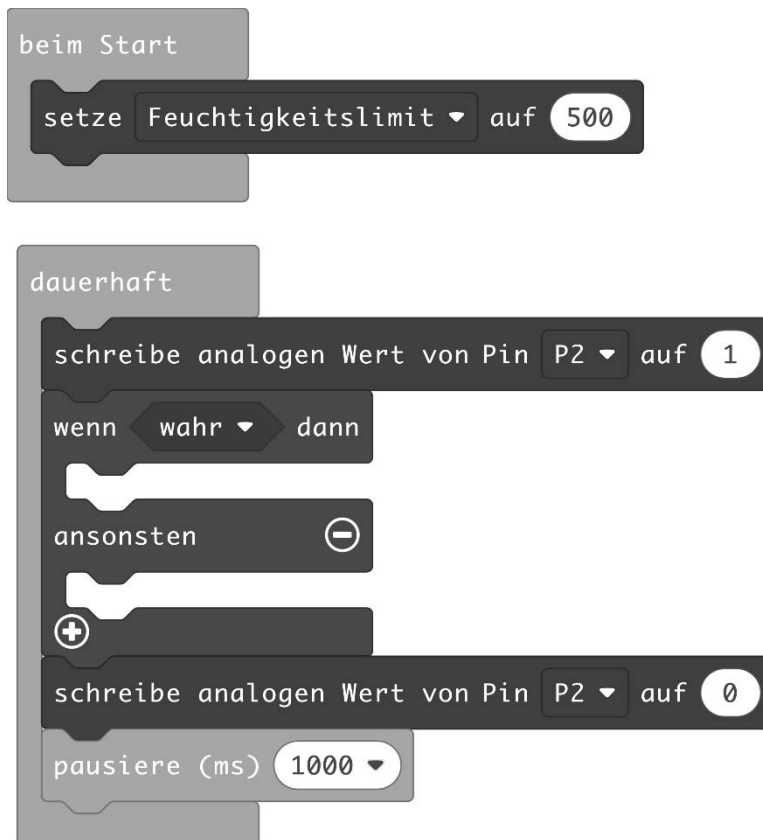 beim Start
setze Feuchtigkeitslimit auf 500
dauerhaft
schreibe analogen Wert von Pin P2 auf 1
wenn wahr dann
ansonsten
schreibe analogen Wert von Pin P2 auf 0
pausiere (ms) 1000